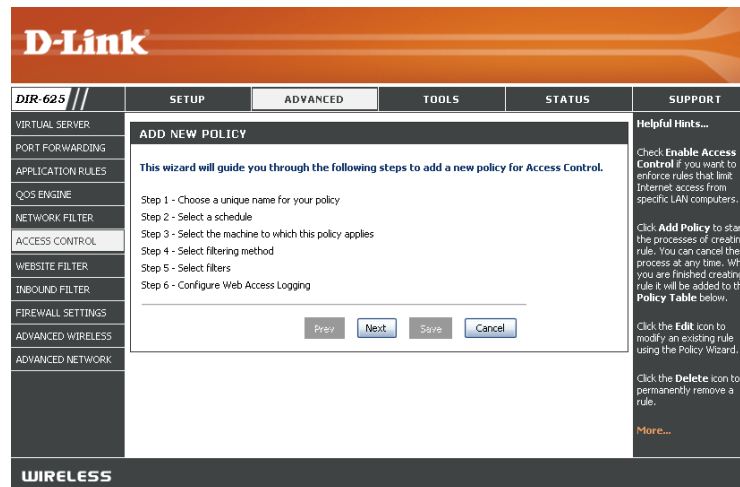 D-Link
DIR-625 //
SETUP
ADVANCED
TOOLS
STATUS
SUPPORT
VIRTUAL SERVER
PORT FORWARDING
APPLICATION RULES
QOS ENGINE
NETWORK FILTER
ACCESS CONTROL
WEBSITE FILTER
INBOUND FILTER
FIREWALL SETTINGS
ADVANCED WIRELESS
ADVANCED NETWORK
ADD NEW POLICY
This wizard will guide you through the following steps to add a new policy for Access Control.
Step 1 - Choose a unique name for your policy
Step 2 - Select a schedule
Step 3 - Select the machine to which this policy applies
Step 4 - Select filtering method
Step 5 - Select filters
Step 6 - Configure Web Access Logging
Prev Next Save Cancel
Helpful Hints...
Check Enable Access
Control if you want to
enforce rules that limit
Internet access from
specific LAN computers.
Click Add Policy to star
the processes of creatin
rule. You can cancel the
process at any time. Wh
you are finished creating
rule it will be added to th
Policy Table below.
Click the Edit icon to
modify an existing rule
using the Policy Wizard.
Click the Delete icon to
permanently remove a
rule.
More...
WIRELESS